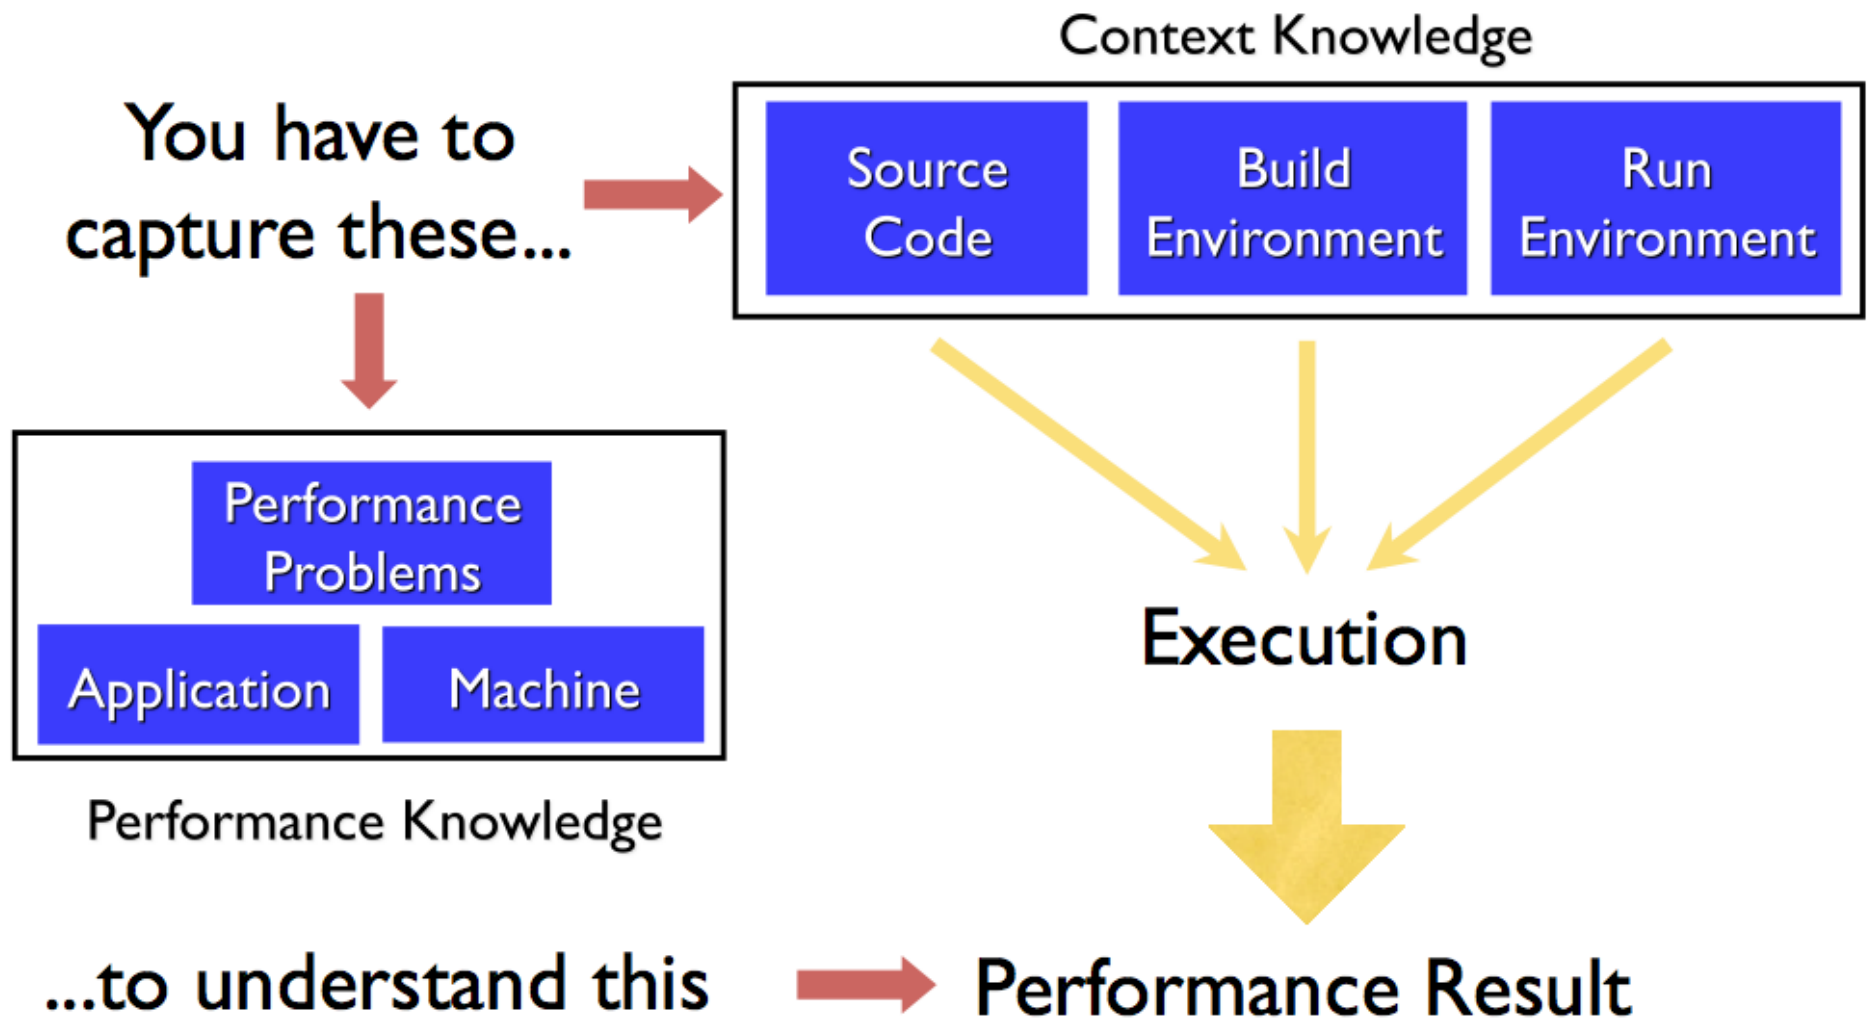 Context Knowledge
You have to
capture these...
Source
Code
Build
Environment
Run
Environment
Performance
Problems
Application
Machine
Performance Knowledge
Execution
...to understand this
Performance Result